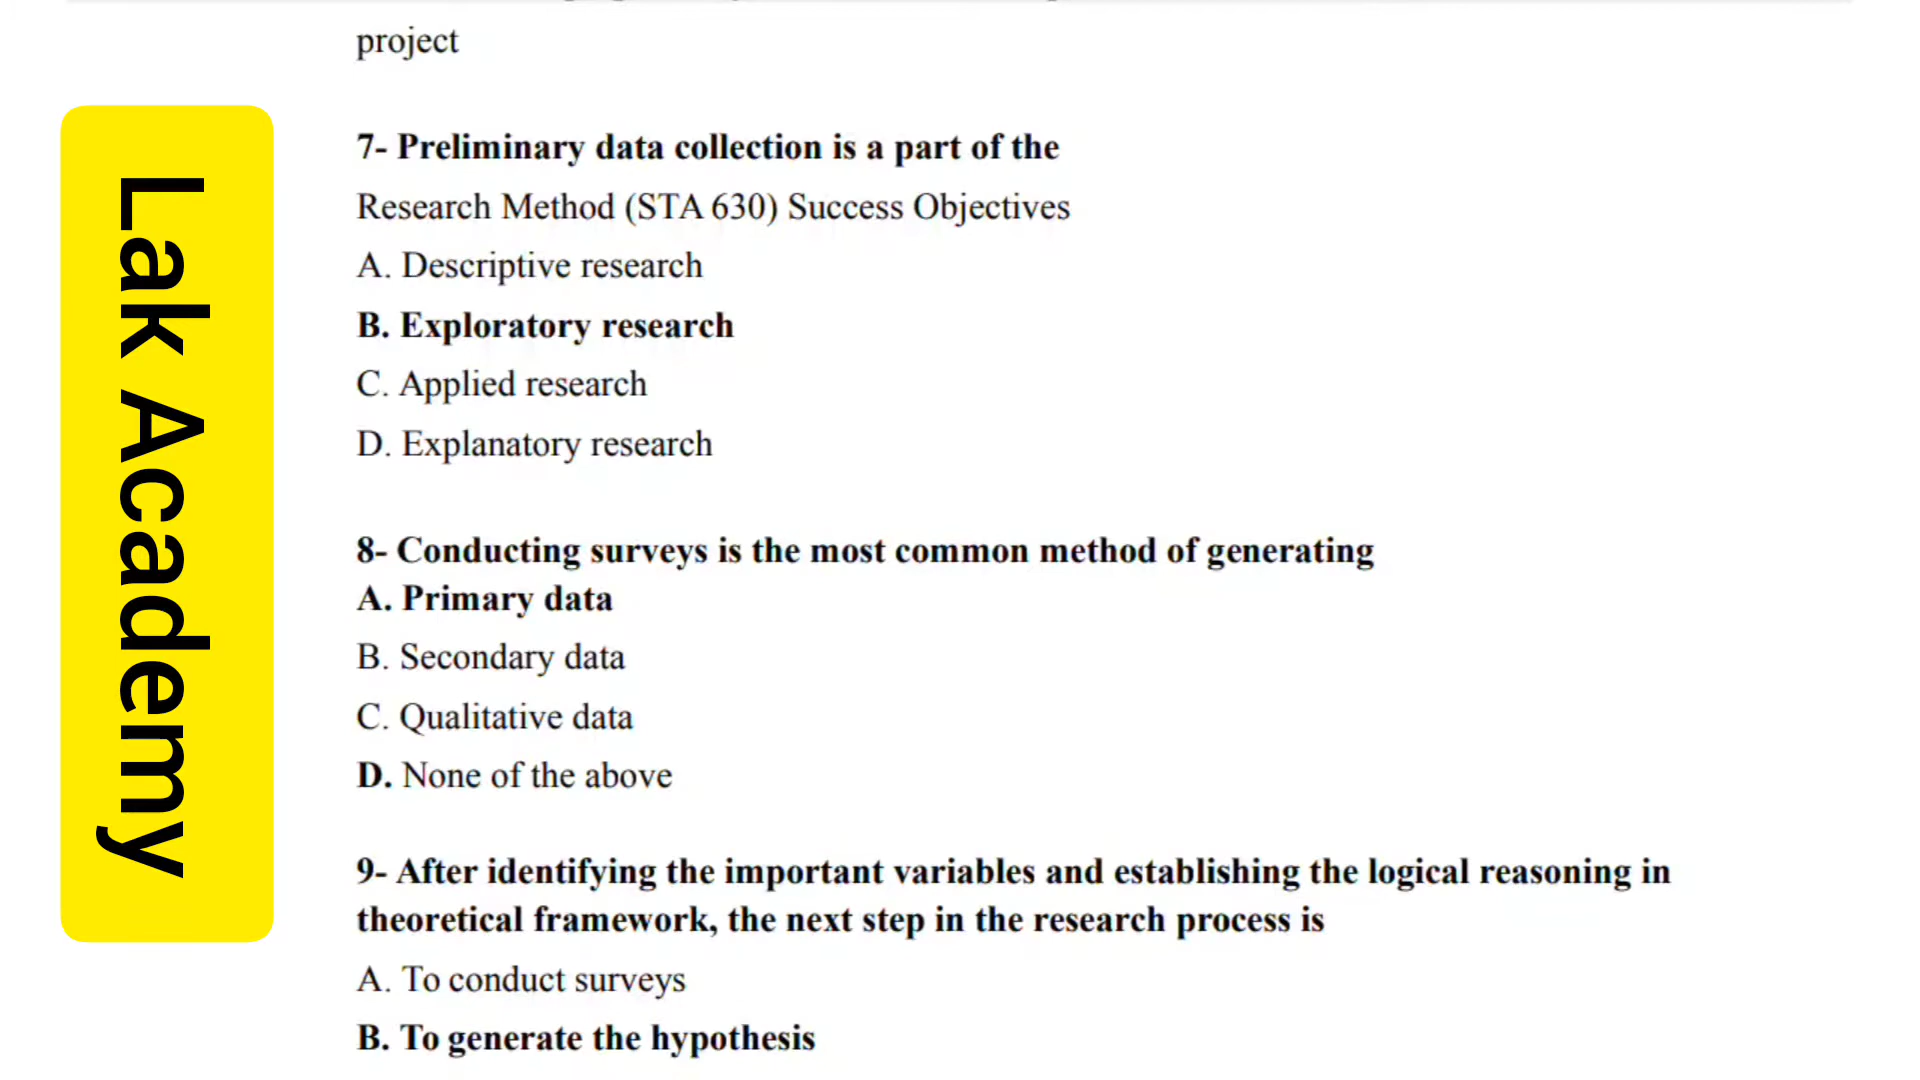 project
Lak Academy
7- Preliminary data collection is a part of the
Research Method (STA 630) Success Objectives
A. Descriptive research
B. Exploratory research
C. Applied research
D. Explanatory research
8- Conducting surveys is the most common method of generating
A. Primary data
B. Secondary data
C. Qualitative data
D. None of the above
9- After identifying the important variables and establishing the logical reasoning in
theoretical framework, the next step in the research process is
A. To conduct surveys
B. To generate the hypothesis